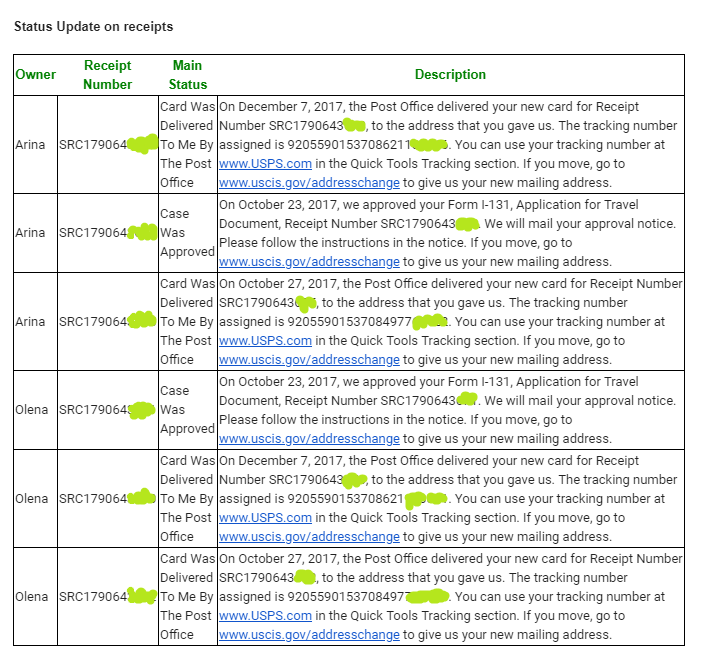 Status Update on receipts
Owner
Receipt
Number
Main
Status
Description
Arina
SRC179064
Card Was
Delivered
To Me By
The Post
Office
On December 7, 2017, the Post Office delivered your new card for Receipt
Number SRC1790643 , to the address that you gave us. The tracking number
assigned is 92055901537086211 . You can use your tracking number at
www.USPS.com in the Quick Tools Tracking section. If you move, go to
www.uscis.gov/addresschange to give us your new mailing address.
Arina
SRC179064
Case
Was
Approved
On October 23, 2017, we approved your Form I-131, Application for Travel
Document, Receipt Number SRC1790643 . We will mail your approval notice.
Please follow the instructions in the notice. If you move, go to
www.uscis.gov/addresschange to give us your new mailing address.
Arina
SRC179064
Card Was
Delivered
To Me By
The Post
Office
On October 27, 2017, the Post Office delivered your new card for Receipt Number
SRC1790643 , to the address that you gave us. The tracking number
assigned is 92055901537084977 . You can use your tracking number at
www.USPS.com in the Quick Tools Tracking section. If you move, go to
www.uscis.gov/addresschange to give us your new mailing address.
Olena
SRC179064
Case
Was
Approved
On October 23, 2017, we approved your Form I-131, Application for Travel
Document, Receipt Number SRC1790643 . We will mail your approval notice.
Please follow the instructions in the notice. If you move, go to
www.uscis.gov/addresschange to give us your new mailing address.
Olena
SRC179064
Card Was
Delivered
To Me By
The Post
Office
On December 7, 2017, the Post Office delivered your new card for Receipt
Number SRC1790643 , to the address that you gave us. The tracking number
assigned is 9205590153708621 . You can use your tracking number at
www.USPS.com in the Quick Tools Tracking section. If you move, go to
www.uscis.gov/addresschange to give us your new mailing address.
Olena
SRC179064
Card Was
Delivered
To Me By
The Post
Office
On October 27, 2017, the Post Office delivered your new card for Receipt Number
SRC1790643 , to the address that you gave us. The tracking number
assigned is 9205590153708497 . You can use your tracking number at
www.USPS.com in the Quick Tools Tracking section. If you move, go to
www.uscis.gov/addresschange to give us your new mailing address.